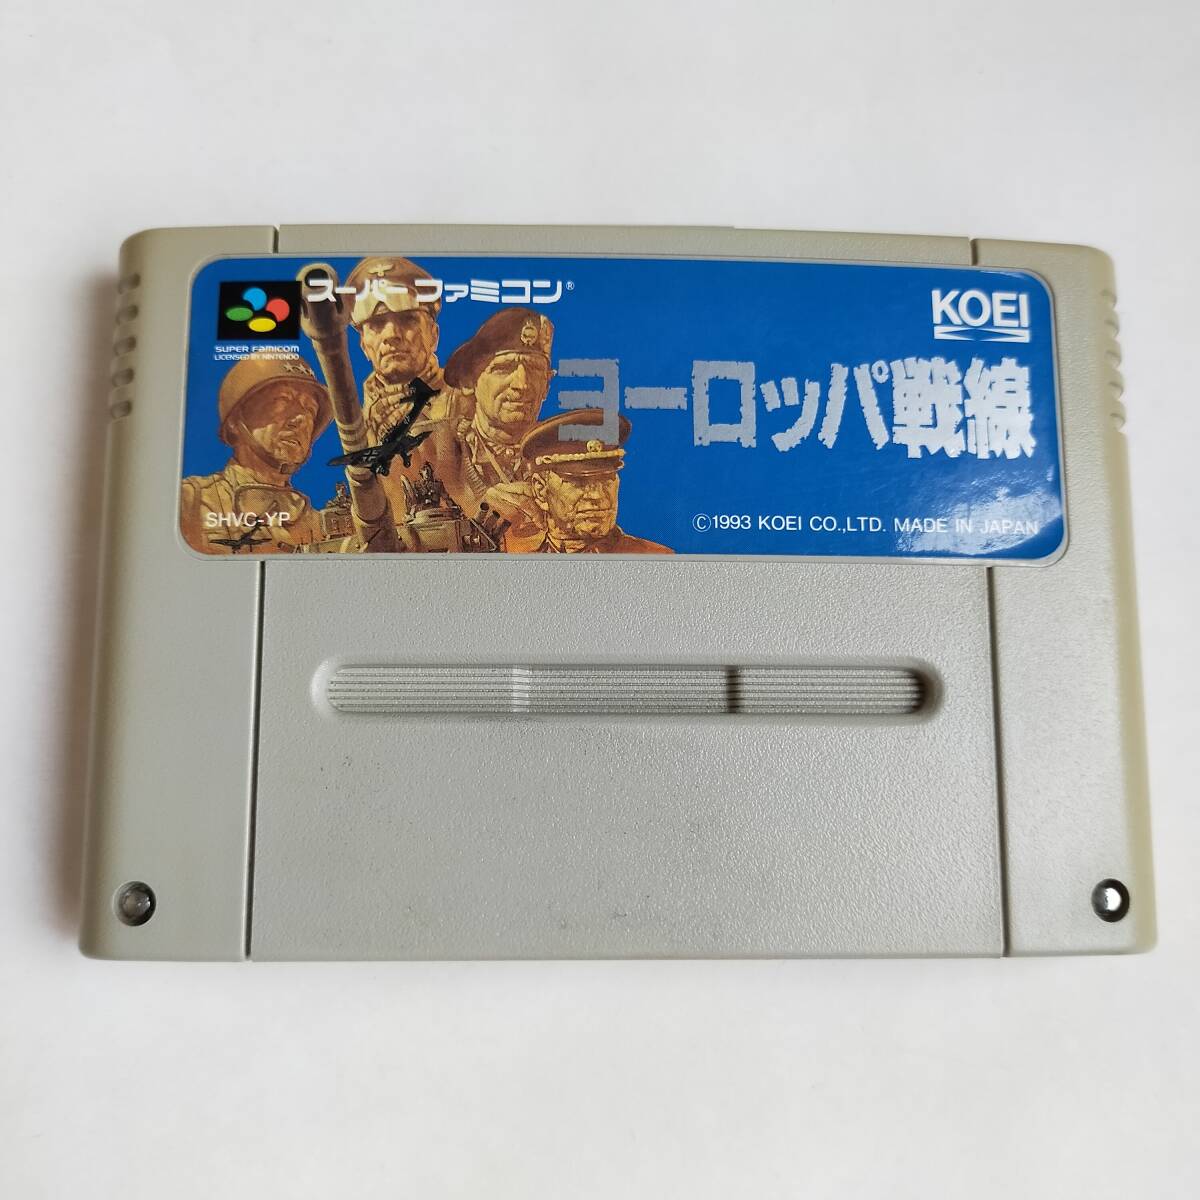 スーパーファミコン®
SUPER FAMICOM
LICENSED BY NINTENDO
KOEI
ヨーロッパ戦線
SHVC-YP
©1993 KOEI CO.,LTD. MADE IN JAPAN